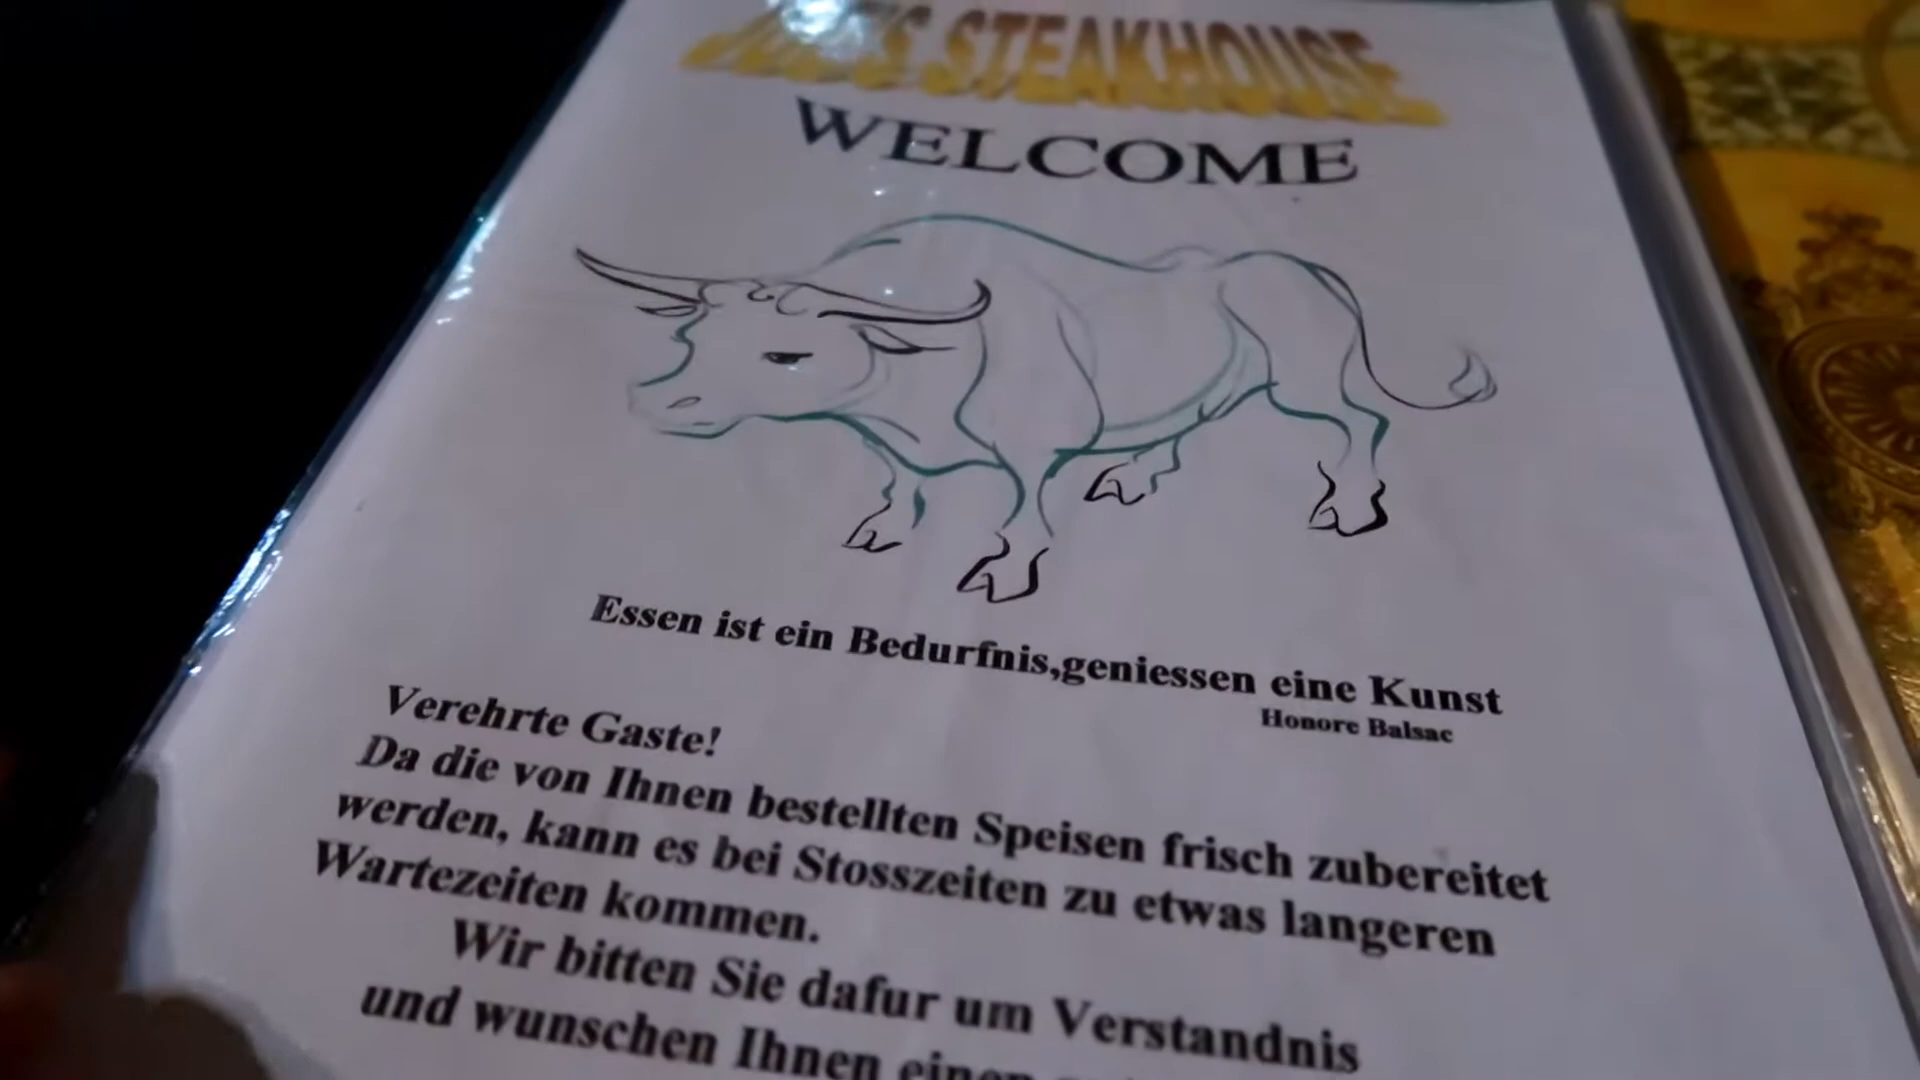 STEAKHOUSE
WELCOME
Essen ist ein Bedurfnis,geniessen eine Kunst
Honore Balsac
Verehrte Gaste!
Da die von Ihnen bestellten Speisen frisch zubereitet
werden, kann es bei Stosszeiten zu etwas langeren
Wartezeiten kommen.
Wir bitten Sie dafur um Verstandnis
und wunschen Ihnen einen